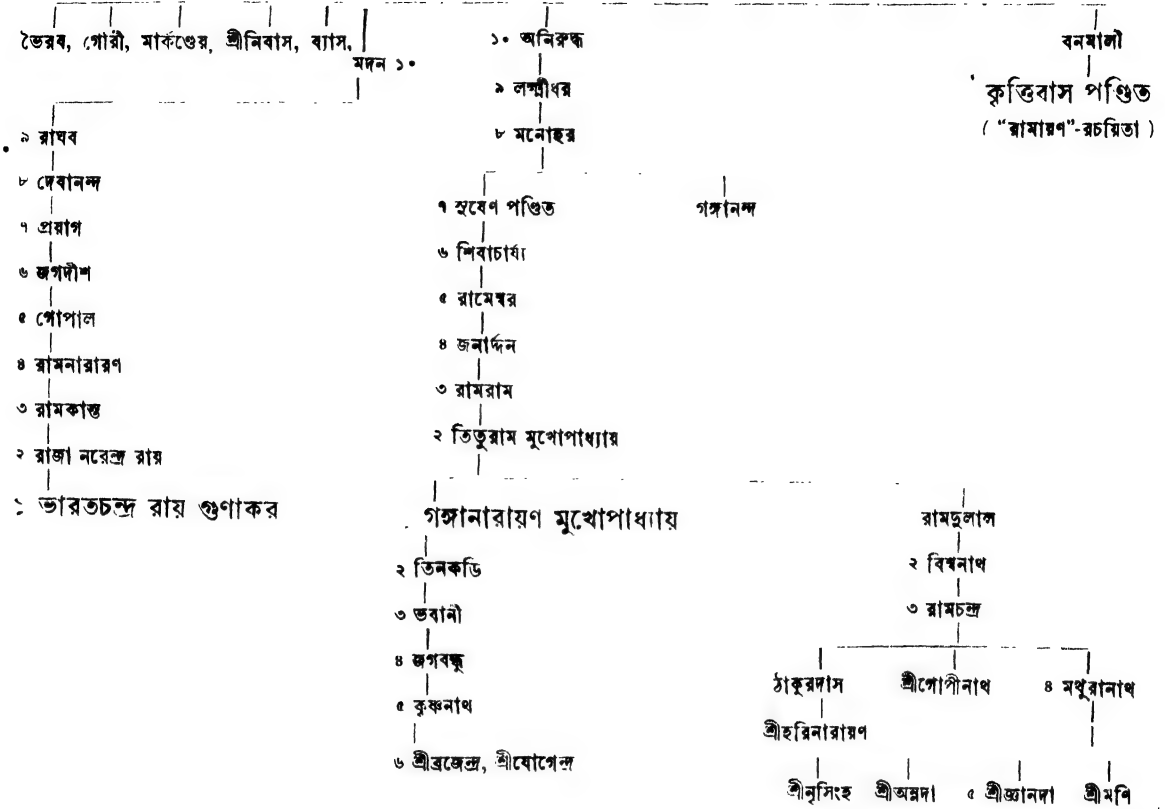 ভৈরব, গৌরী, মার্কণ্ডেয়, শ্রীনিবাস, ব্যাস,
মদন ১০
৯ রাঘব
৮ দেবানন্দ
৭ প্রয়াগ
৬ জগদীশ
৫ গোপাল
৪ রামনারায়ণ
৩ রামকান্ত
২ রাজা নরেন্দ্র রায়
১ ভারতচন্দ্র রায় গুণাকর
১০ অনিরুদ্ধ
৯ লক্ষ্মীধর
৮ মনোহর
৭ সুষেণ পণ্ডিত
গঙ্গানন্দ
৬ শিবাচার্য্য
৫ রামেশ্বর
৪ জনার্দ্দন
৩ রামরাম
২ তিতুরাম মুখোপাধ্যায়
গঙ্গানারায়ণ মুখোপাধ্যায়
২ তিনকড়ি
৩ ভবানী
৪ জগবন্ধু
৫ কৃষ্ণনাথ
৬ শ্রীব্রজেন্দ্র, শ্রীযোগেন্দ্র
বনমালী
কৃত্তিবাস পণ্ডিত
( “রামায়ণ”-রচয়িতা )
রামদুলাল
২ বিশ্বনাথ
৩ রামচন্দ্র
ঠাকুরদাস শ্রীগোপীনাথ ৪ মথুরানাথ
শ্রীহরিনারায়ণ
শ্রীনৃসিংহ শ্রীঅন্নদা ৫ শ্রীজ্ঞানদা শ্রীমণি